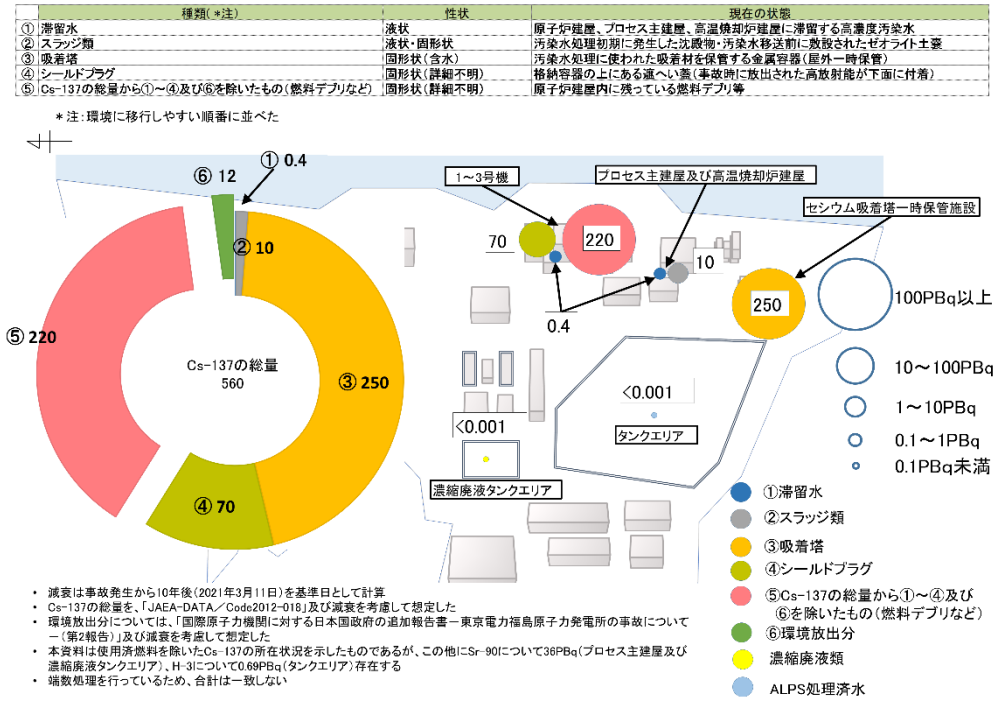 種類(*注) 性状 現在の状態
① 滞留水 液状 原子炉建屋、プロセス主建屋、高温焼却炉建屋に滞留する高濃度汚染水
② スラッジ類 液状・固形状 汚染水処理初期に発生した沈殿物・汚染水移送前に敷設されたゼオライト土嚢
③ 吸着塔 固形状(含水) 汚染水処理に使われた吸着材を保管する金属容器(屋外一時保管)
④ シールドプラグ 固形状(詳細不明) 格納容器の上にある遮へい蓋(事故時に放出された高放射能が下面に付着)
⑤ Cs-137の総量から①～④及び⑥を除いたもの(燃料デブリなど) 固形状(詳細不明) 原子炉建屋内に残っている燃料デブリ等
*注:環境に移行しやすい順番に並べた
① 0.4
⑥ 12
② 10
⑤ 220
Cs-137の総量
560
③ 250
④ 70
1～3号機
プロセス主建屋及び高温焼却炉建屋
セシウム吸着塔一時保管施設
70
220
10
250
0.4
<0.001
タンクエリア
<0.001
濃縮廃液タンクエリア
100PBq以上
10～100PBq
1～10PBq
0.1～1PBq
0.1PBq未満
①滞留水
②スラッジ類
③吸着塔
④シールドプラグ
⑤Cs-137の総量から①～④及び
⑥を除いたもの(燃料デブリなど)
⑥環境放出分
濃縮廃液類
ALPS処理済水
• 減衰は事故発生から10年後(2021年3月11日)を基準日として計算
• Cs-137の総量を、「JAEA-DATA/Code2012-018」及び減衰を考慮して想定した
• 環境放出分については、「国際原子力機関に対する日本国政府の追加報告書－東京電力福島原子力発電所の事故について
－(第2報告)」及び減衰を考慮して想定した
• 本資料は使用済燃料を除いたCs-137の所在状況を示したものであるが、この他にSr-90について36PBq(プロセス主建屋及び
濃縮廃液タンクエリア)、H-3について0.69PBq(タンクエリア)存在する
• 端数処理を行っているため、合計は一致しない